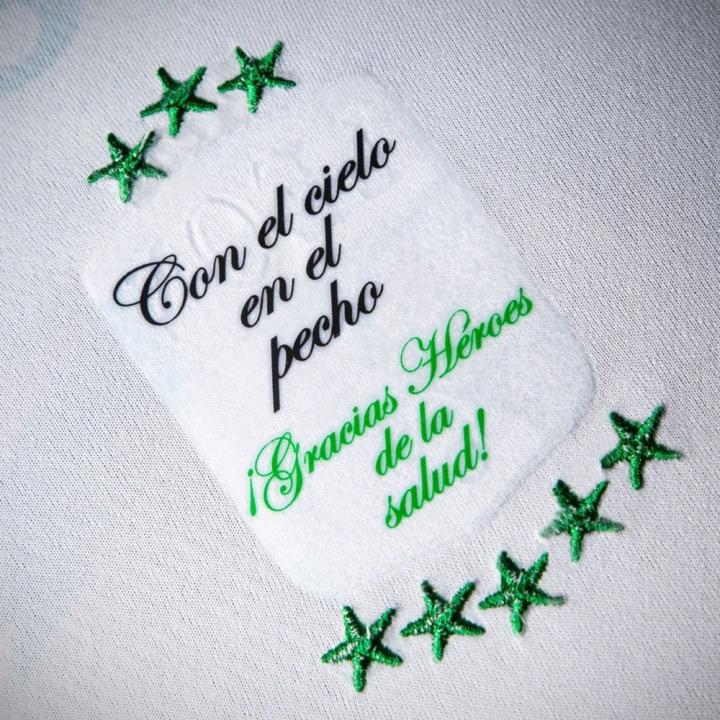 Con el cielo
en el
pecho
¡Gracias Héroes
de la
salud!